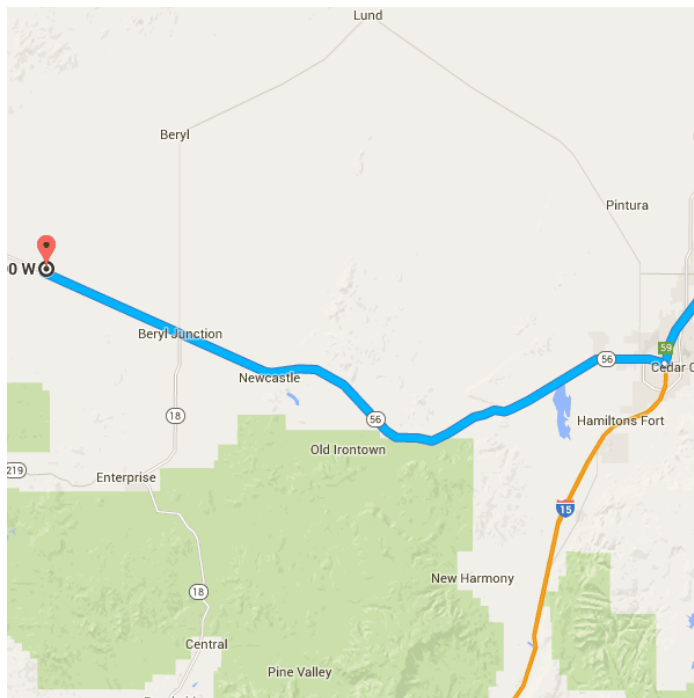 Lund
Beryl
Pintura
00 W
Beryl Junction
59
56
Cedar C
Newcastle
18
56
Hamiltons Fort
Old Irontown
219
Enterprise
15
New Harmony
18
Central
Pine Valley